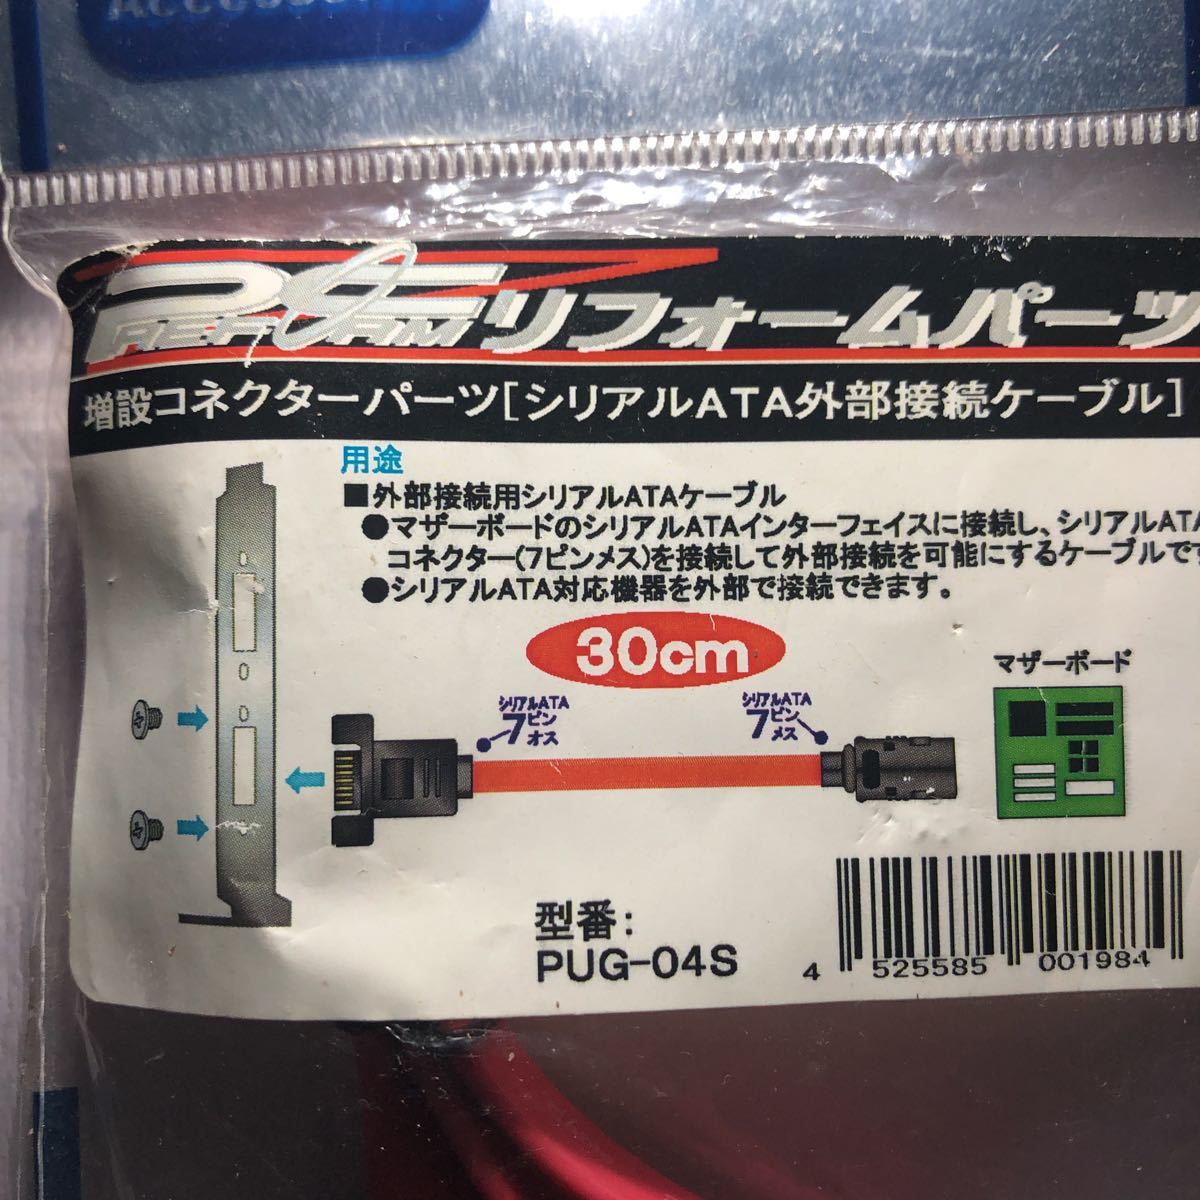 REFORM リフォームパーツ
増設コネクターパーツ[シリアルATA外部接続ケーブル]
用途
■外部接続用シリアルATAケーブル
●マザーボードのシリアルATAインターフェイスに接続し、シリアルATA
コネクター(7ピンメス)を接続して外部接続を可能にするケーブルです
●シリアルATA対応機器を外部で接続できます。
30cm
マザーボード
シリアルATA
7ピンオス
シリアルATA
7ピンメス
型番:
PUG-04S
4 525585 001984